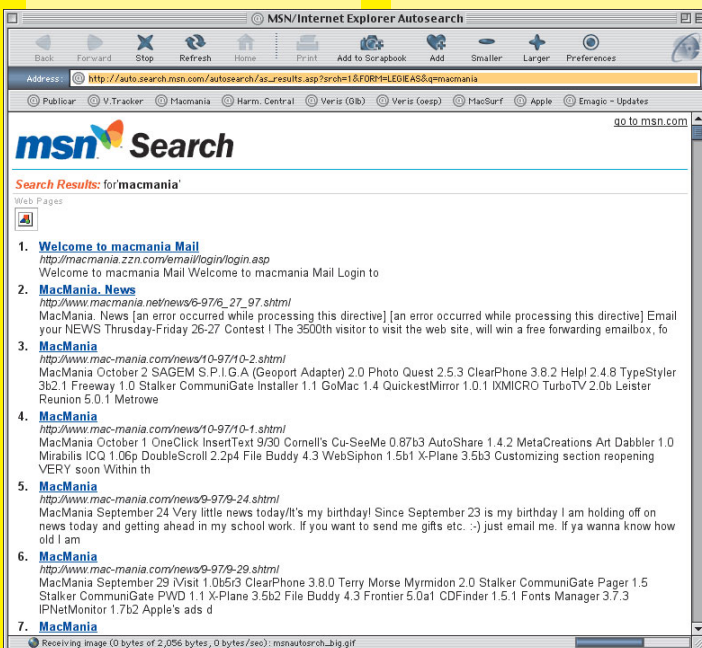 MSN/Internet Explorer Autosearch
Back Forward Stop Refresh Home Print Add to Scrapbook Add Smaller Larger Preferences
Address: http://auto.search.msn.com/autosearch/as_results.asp?srch=1&FORM=LEGIEAS&q=macmania
Publicar V.Tracker Macmania Harm. Central Veris (Glb) Veris (oesp) MacSurf Apple Emagic - Updates
go to msn.com
msn Search
Search Results: for'macmania'
Web Pages
1. Welcome to macmania Mail
http://macmania.zzn.com/email/login/login.asp
Welcome to macmania Mail Welcome to macmania Mail Login to
2. MacMania. News
http://www.macmania.net/news/6-97/6_27_97.shtml
MacMania. News [an error occurred while processing this directive] [an error occurred while processing this directive] Email
your NEWS Thrusday-Friday 26-27 Contest ! The 3500th visitor to visit the web site, will win a free forwarding emailbox, fo
3. MacMania
http://www.mac-mania.com/news/10-97/10-2.shtml
MacMania October 2 SAGEM S.P.I.G.A (Geoport Adapter) 2.0 Photo Quest 2.5.3 ClearPhone 3.8.2 Help! 2.4.8 TypeStyler
3b2.1 Freeway 1.0 Stalker CommuniGate Installer 1.1 GoMac 1.4 QuickestMirror 1.0.1 IXMICRO TurboTV 2.0b Leister
Reunion 5.0.1 Metrowe
4. MacMania
http://www.mac-mania.com/news/10-97/10-1.shtml
MacMania October 1 OneClick InsertText 9/30 Cornell's Cu-SeeMe 0.87b3 AutoShare 1.4.2 MetaCreations Art Dabbler 1.0
Mirabilis ICQ 1.06p DoubleScroll 2.2p4 File Buddy 4.3 WebSiphon 1.5b1 X-Plane 3.5b3 Customizing section reopening
VERY soon Within th
5. MacMania
http://www.mac-mania.com/news/9-97/9-24.shtml
MacMania September 24 Very little news today/It's my birthday! Since September 23 is my birthday I am holding off on
news today and getting ahead in my school work. If you want to send me gifts etc. :-) just email me. If ya wanna know how
old I am
6. MacMania
http://www.mac-mania.com/news/9-97/9-29.shtml
MacMania September 29 iVisit 1.0b5r3 ClearPhone 3.8.0 Terry Morse Myrmidon 2.0 Stalker CommuniGate Pager 1.5
Stalker CommuniGate PWD 1.1 X-Plane 3.5b2 File Buddy 4.3 Frontier 5.0a1 CDFinder 1.5.1 Fonts Manager 3.7.3
IPNetMonitor 1.7b2 Apple's ads d
7. MacMania
Receiving image (0 bytes of 2,056 bytes, 0 bytes/sec): msnautosrch_big.gif